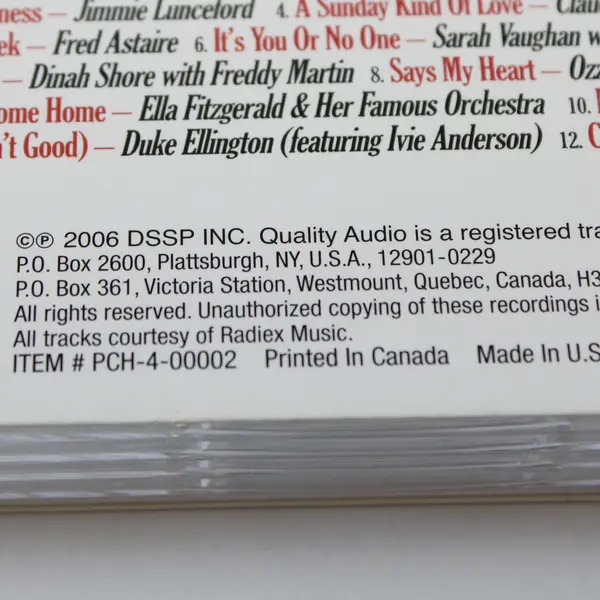 ness – Jimmie Lunceford 4. A Sunday Kind Of Love – Clau
ek – Fred Astaire 6. It's You Or No One – Sarah Vaughan w
– Dinah Shore with Freddy Martin 8. Says My Heart – Ozz
ome Home – Ella Fitzgerald & Her Famous Orchestra 10.
n't Good) – Duke Ellington (featuring Ivie Anderson) 12. C
©℗ 2006 DSSP INC. Quality Audio is a registered tra
P.O. Box 2600, Plattsburgh, NY, U.S.A., 12901-0229
P.O. Box 361, Victoria Station, Westmount, Quebec, Canada, H3
All rights reserved. Unauthorized copying of these recordings i
All tracks courtesy of Radiex Music.
ITEM # PCH-4-00002 Printed In Canada Made In U.S